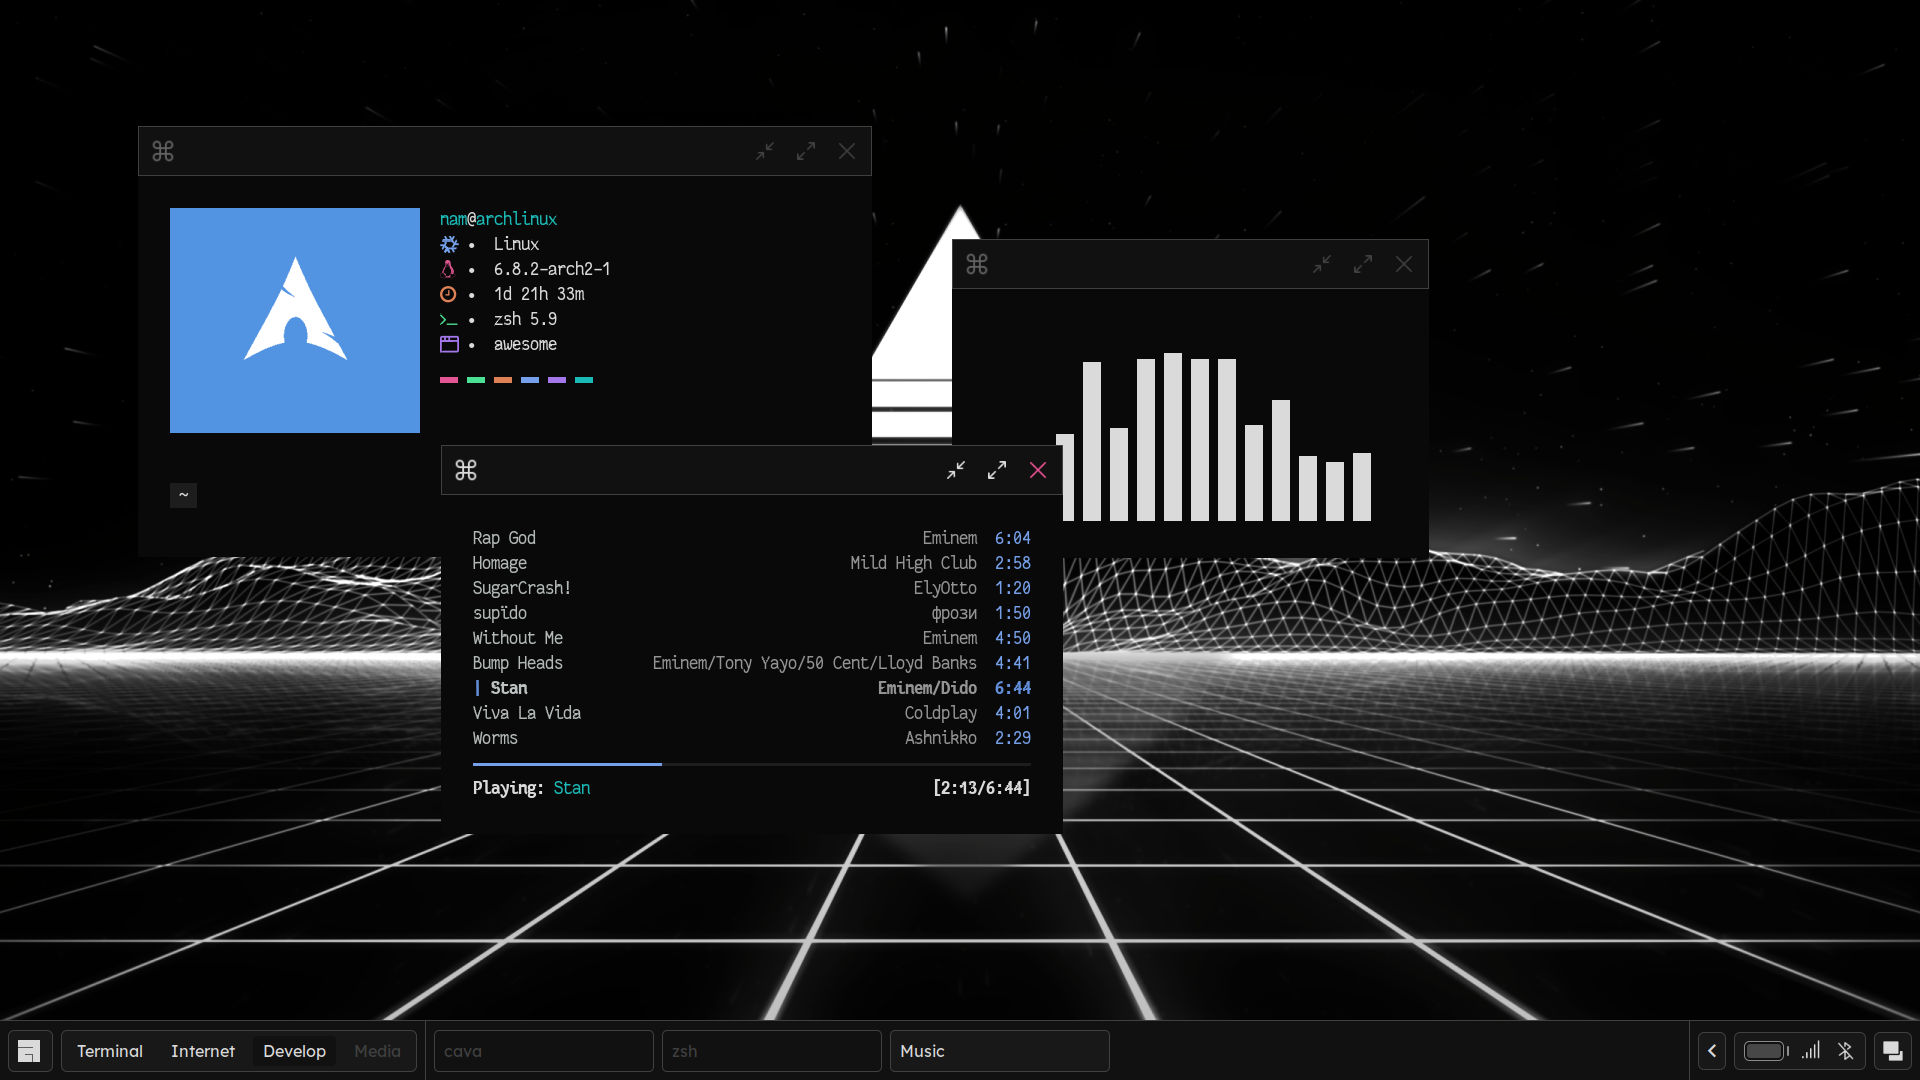 nam@archlinux
• Linux
• 6.8.2-arch2-1
• 1d 21h 33m
• zsh 5.9
• awesome
~
Rap God Eminem 6:04
Homage Mild High Club 2:58
SugarCrash! ElyOtto 1:20
supïdo фрози 1:50
Without Me Eminem 4:50
Bump Heads Eminem/Tony Yayo/50 Cent/Lloyd Banks 4:41
| Stan Eminem/Dido 6:44
Viva La Vida Coldplay 4:01
Worms Ashnikko 2:29
Playing: Stan [2:13/6:44]
Terminal Internet Develop Media cava zsh Music